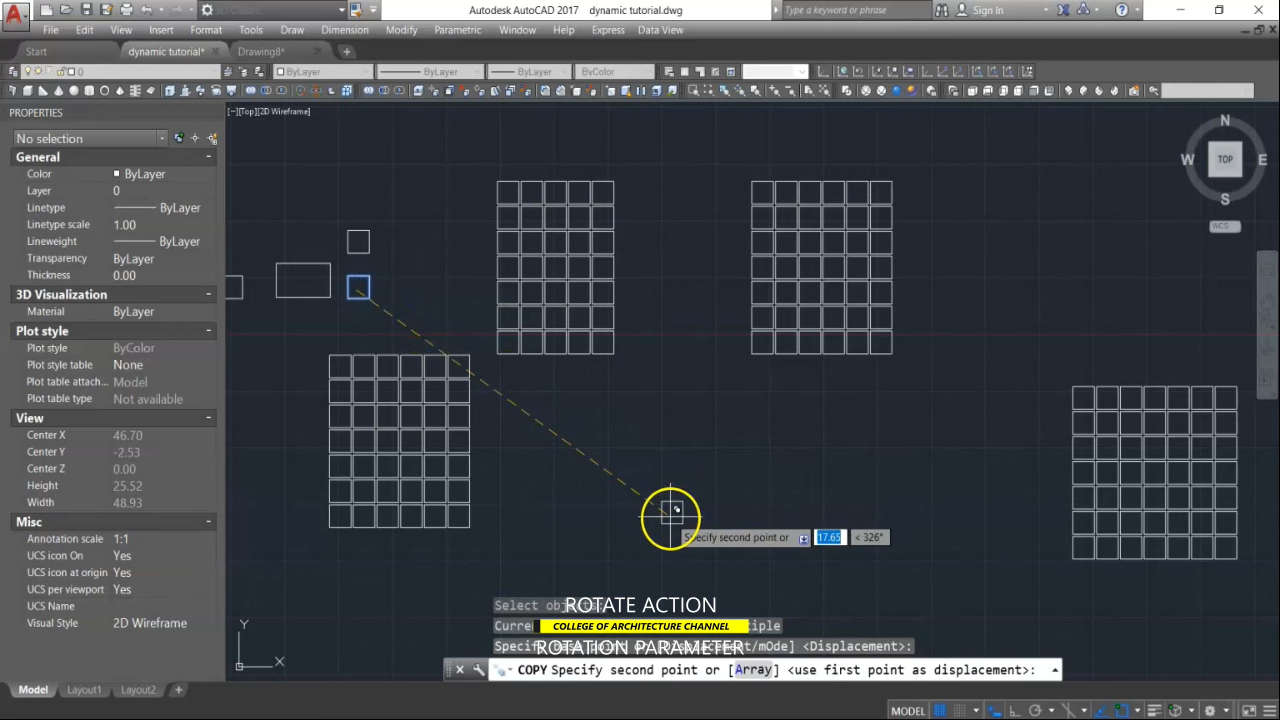 Autodesk AutoCAD 2017 dynamic tutorial.dwg
Type a keyword or phrase
Sign In
File Edit View Insert Format Tools Draw Dimension Modify Parametric Window Help Express Data View
Start
dynamic tutorial*
Drawing8*
0
ByLayer
ByLayer
ByLayer
ByColor
PROPERTIES
[−][Top][2D Wireframe]
No selection
General
Color ByLayer
Layer 0
Linetype ByLayer
Linetype scale 1.00
Lineweight ByLayer
Transparency ByLayer
Thickness 0.00
3D Visualization
Material ByLayer
Plot style
Plot style ByColor
Plot style table None
Plot table attach... Model
Plot table type Not available
View
Center X 46.70
Center Y -2.53
Center Z 0.00
Height 25.52
Width 48.93
Misc
Annotation scale 1:1
UCS icon On Yes
UCS icon at origin Yes
UCS per viewport Yes
UCS Name
Visual Style 2D Wireframe
N
W TOP E
S
WCS
Specify second point or 17.65 < 326°
Select objects:
ROTATE ACTION
COLLEGE OF ARCHITECTURE CHANNEL
ROTATION PARAMETER
<Displacement>:
COPY Specify second point or [Array] <use first point as displacement>:
Y
X
Model Layout1 Layout2 +
MODEL